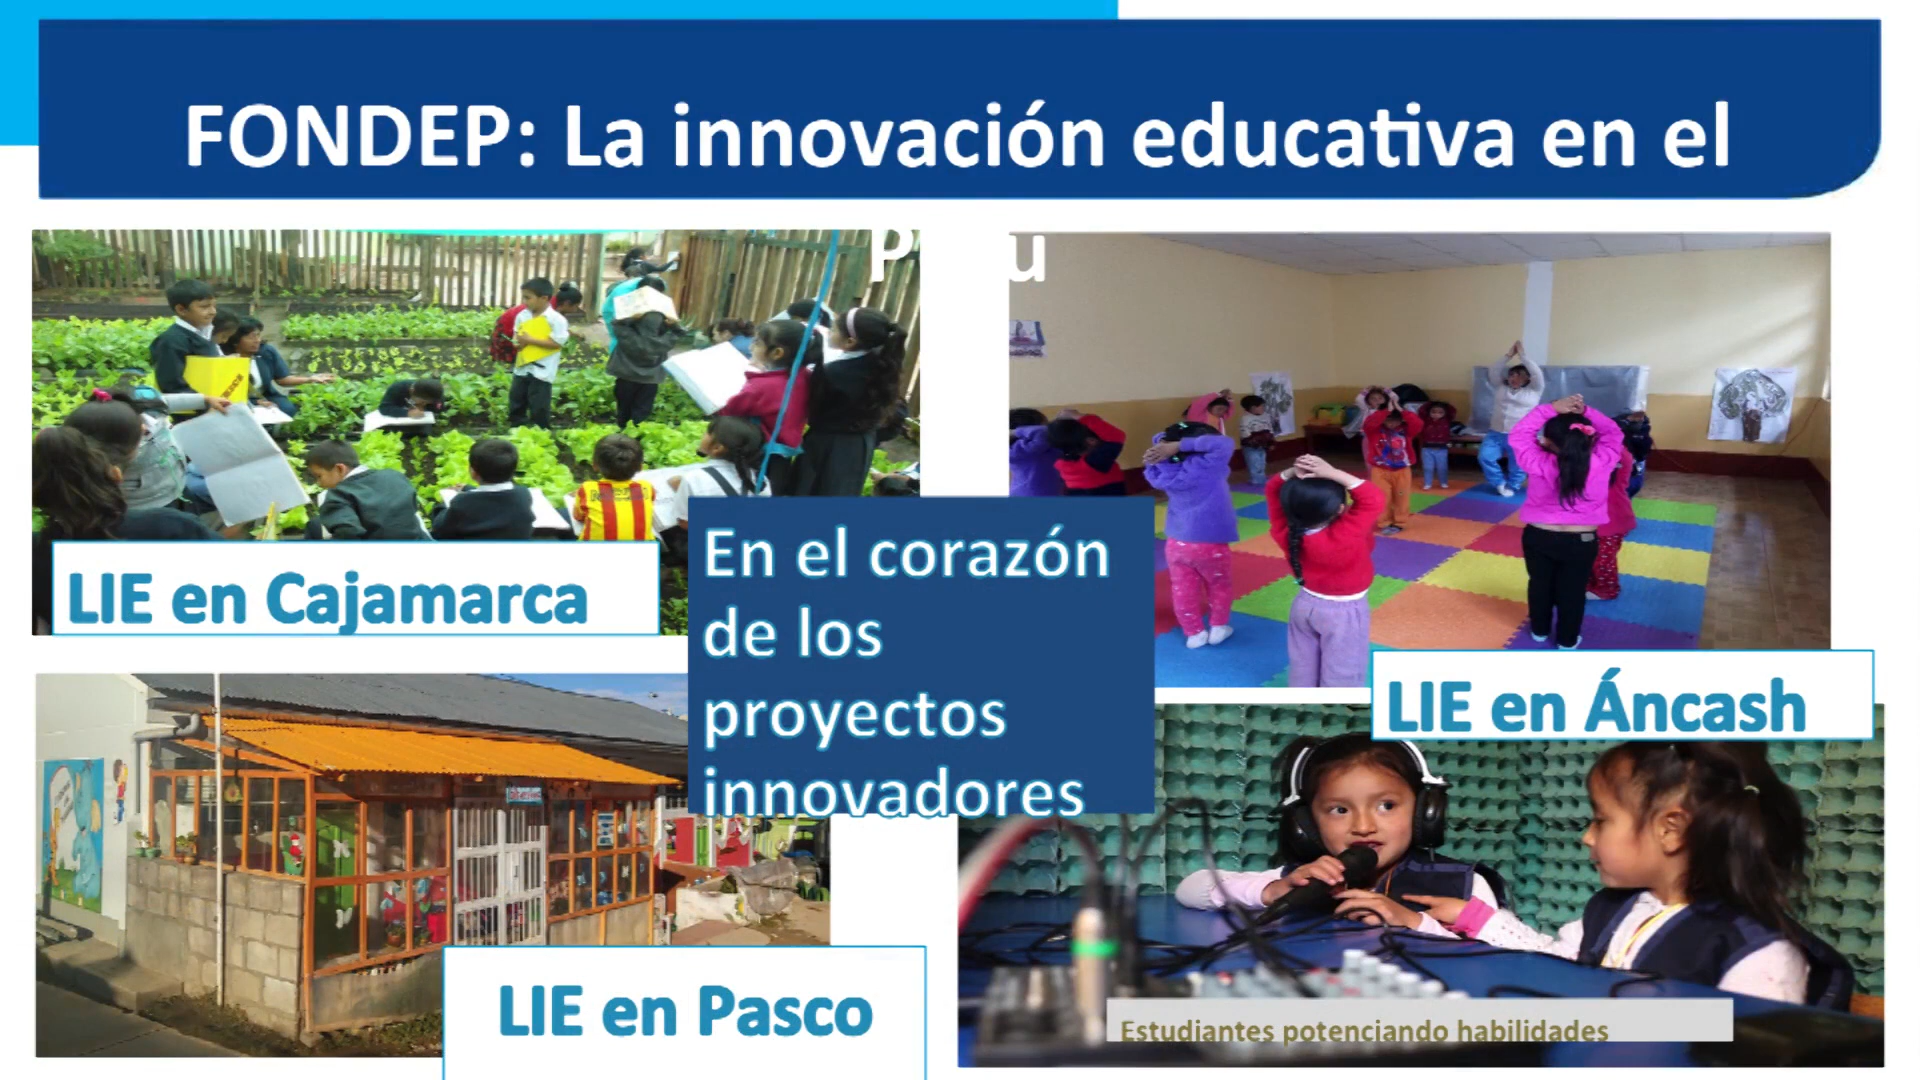 FONDEP: La innovación educativa en el
LIE en Cajamarca
En el corazón
de los
proyectos
innovadores
LIE en Áncash
LIE en Pasco
Estudiantes potenciando habilidades